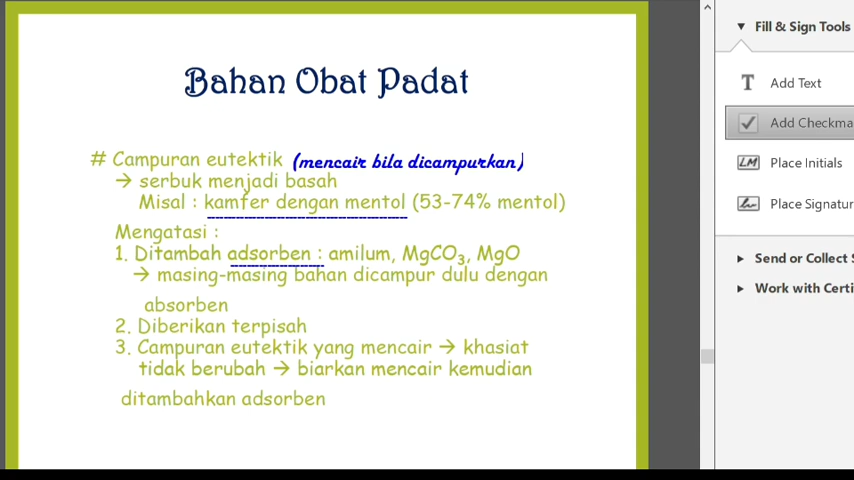 Bahan Obat Padat
# Campuran eutektik (mencair bila dicampurkan)
→ serbuk menjadi basah
Misal : kamfer dengan mentol (53-74% mentol)
Mengatasi :
1. Ditambah adsorben : amilum, MgCO₃, MgO
→ masing-masing bahan dicampur dulu dengan
absorben
2. Diberikan terpisah
3. Campuran eutektik yang mencair → khasiat
tidak berubah → biarkan mencair kemudian
ditambahkan adsorben
Fill & Sign Tools
T Add Text
Add Checkma
LM Place Initials
Place Signatur
Send or Collect S
Work with Certi